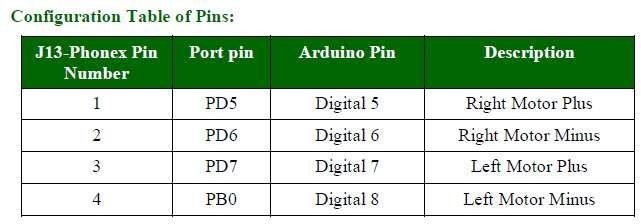 Configuration Table of Pins:
J13-Phonex Pin Number Port pin Arduino Pin Description
1 PD5 Digital 5 Right Motor Plus
2 PD6 Digital 6 Right Motor Minus
3 PD7 Digital 7 Left Motor Plus
4 PB0 Digital 8 Left Motor Minus